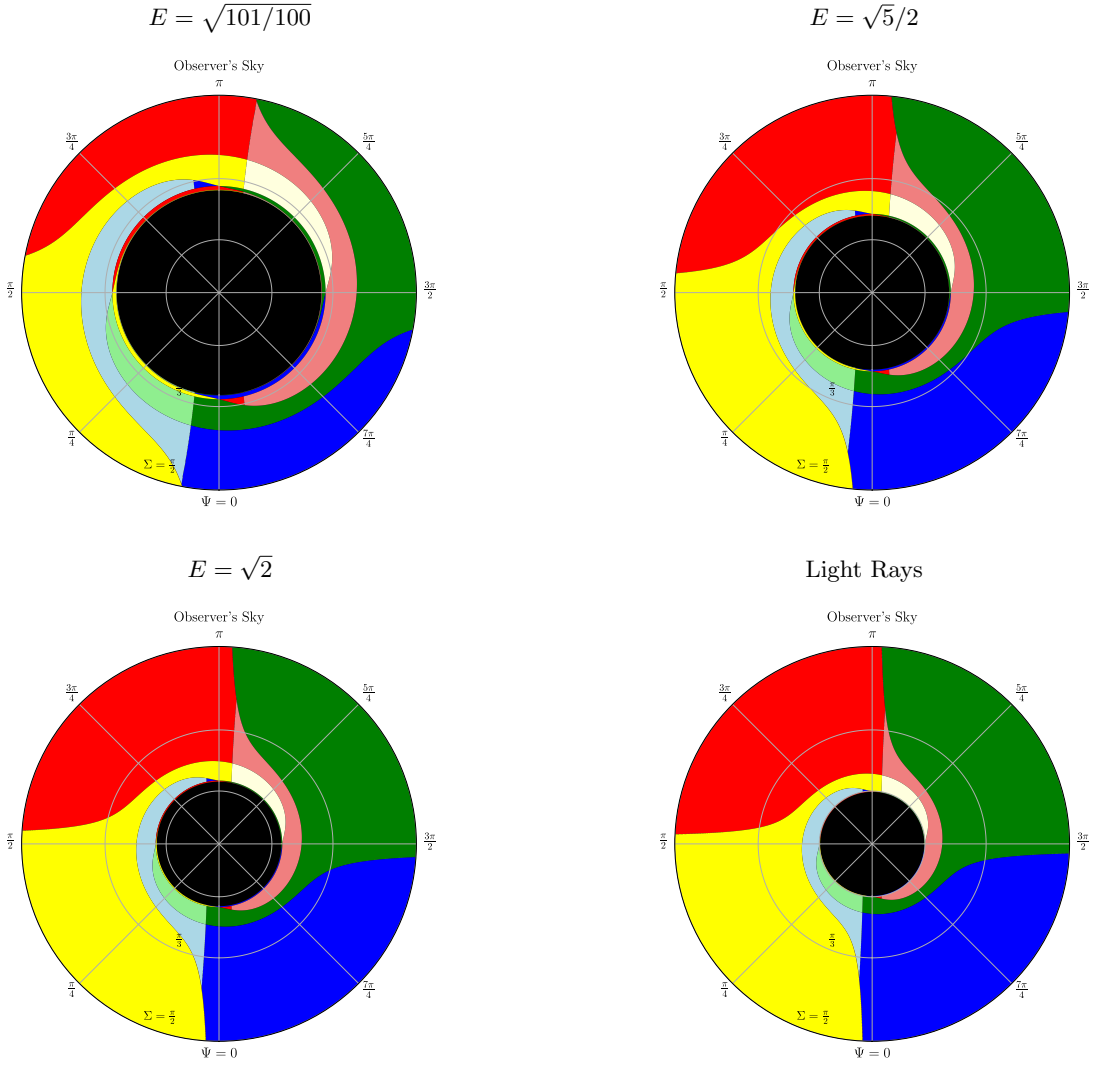 E = √101/100
Observer's Sky
π
3π/4
5π/4
π/2
3π/2
π/3
π/4
7π/4
Σ = π/2
Ψ = 0
E = √5/2
Observer's Sky
π
3π/4
5π/4
π/2
3π/2
π/3
π/4
7π/4
Σ = π/2
Ψ = 0
E = √2
Observer's Sky
π
3π/4
5π/4
π/2
3π/2
π/3
π/4
7π/4
Σ = π/2
Ψ = 0
Light Rays
Observer's Sky
π
3π/4
5π/4
π/2
3π/2
π/3
π/4
7π/4
Σ = π/2
Ψ = 0